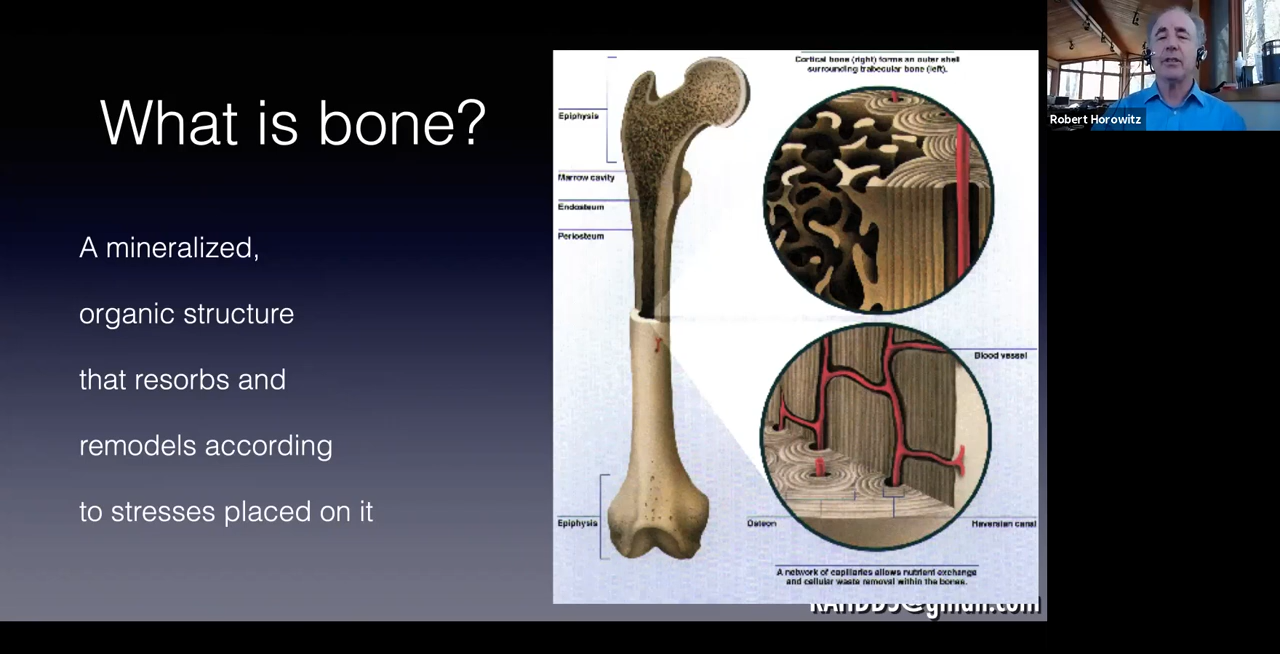 What is bone?
A mineralized,
organic structure
that resorbs and
remodels according
to stresses placed on it
Cortical bone (right) forms an outer shell
surrounding trabecular bone (left).
Epiphysis
Marrow cavity
Endosteum
Periosteum
Blood vessel
Epiphysis
Osteon
Haversian canal
A network of capillaries allows nutrient exchange
and cellular waste removal within the bones.
Robert Horowitz